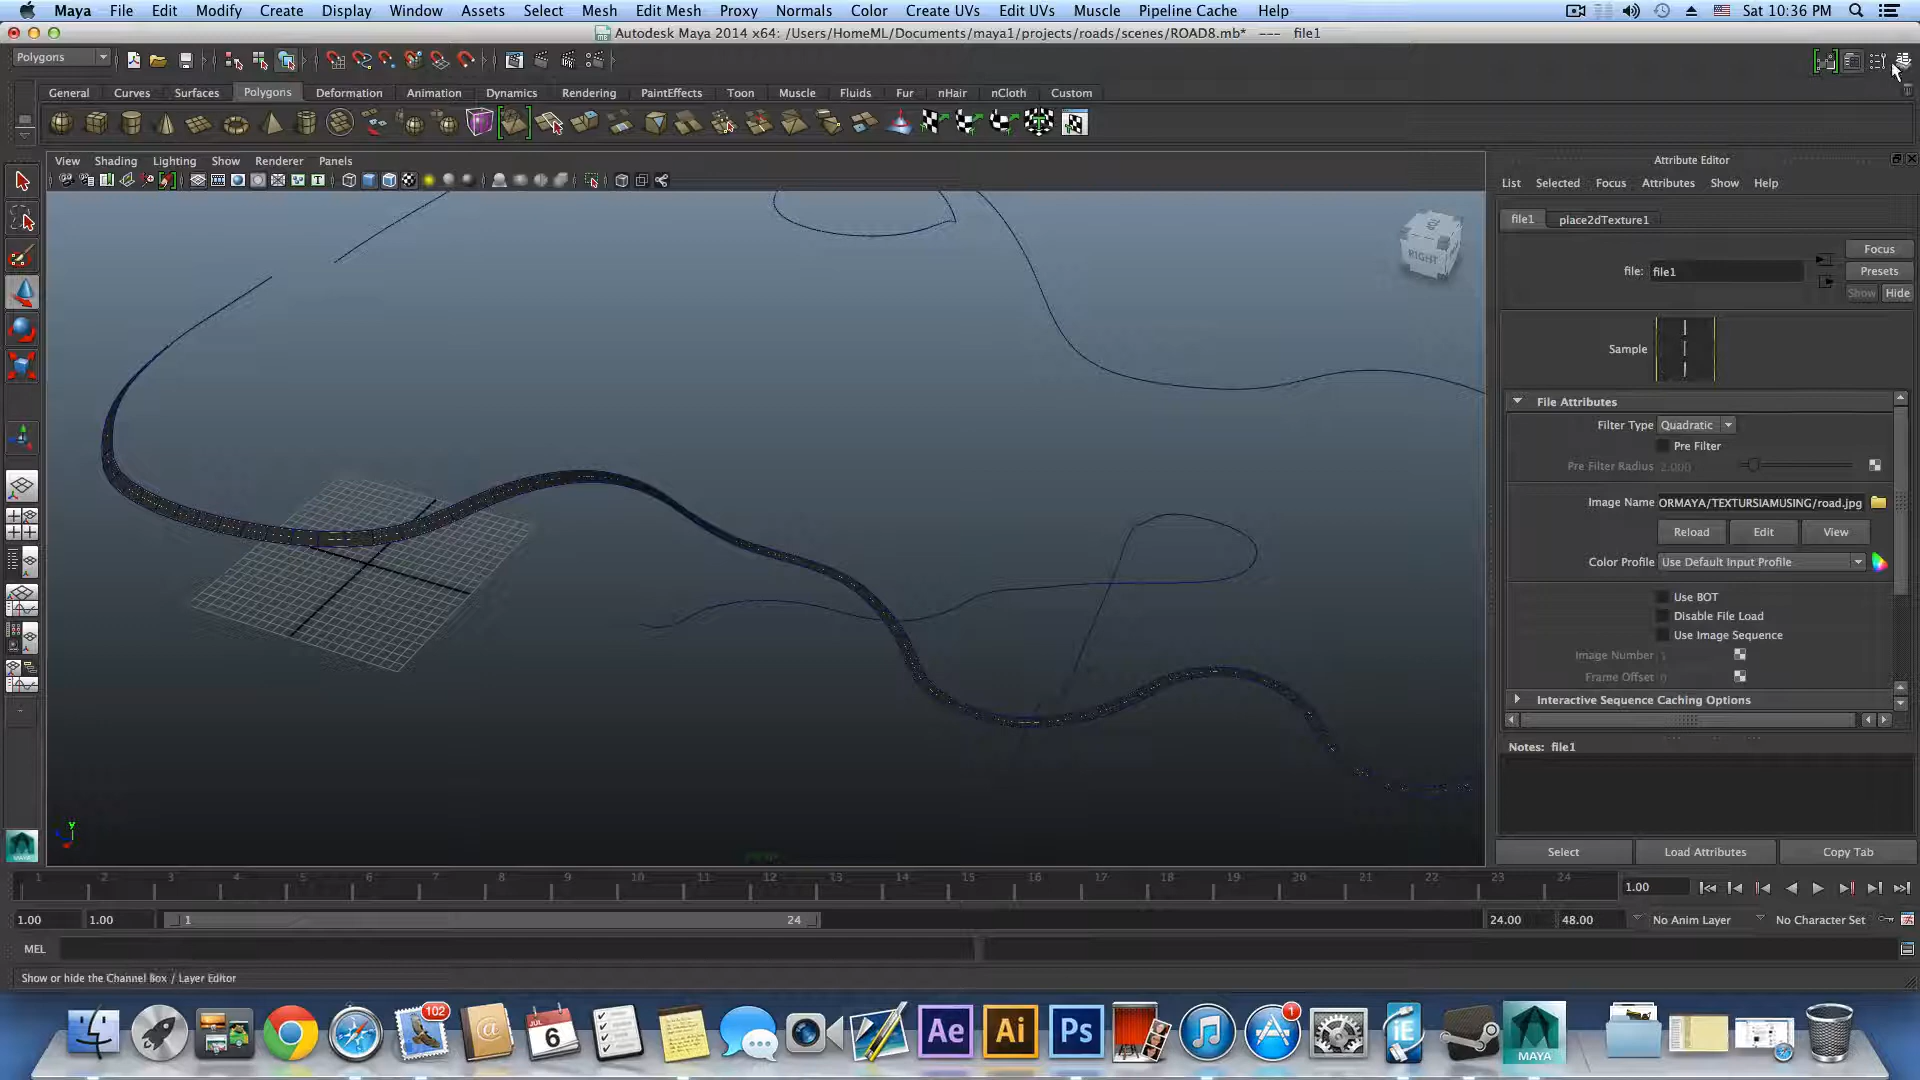 Maya File Edit Modify Create Display Window Assets Select Mesh Edit Mesh Proxy Normals Color Create UVs Edit UVs Muscle Pipeline Cache Help Sat 10:36 PM
Autodesk Maya 2014 x64: /Users/HomeML/Documents/maya1/projects/roads/scenes/ROAD8.mb* --- file1
Polygons
General Curves Surfaces Polygons Deformation Animation Dynamics Rendering PaintEffects Toon Muscle Fluids Fur nHair nCloth Custom
View Shading Lighting Show Renderer Panels
Attribute Editor
List Selected Focus Attributes Show Help
file1 place2dTexture1
Focus
file: file1
Presets
Show Hide
RIGHT
Sample
File Attributes
Filter Type Quadratic
Pre Filter
Pre Filter Radius 2.000
Image Name ORMAYA/TEXTURSIAMUSING/road.jpg
Reload Edit View
Color Profile Use Default Input Profile
Use BOT
Disable File Load
Use Image Sequence
Image Number 1
Frame Offset 0
Interactive Sequence Caching Options
Notes: file1
y
persp
Select Load Attributes Copy Tab
1 2 3 4 5 6 7 8 9 10 11 12 13 14 15 16 17 18 19 20 21 22 23 24 1.00
1.00 1.00 1 24 24.00 48.00 No Anim Layer No Character Set
MEL
Show or hide the Channel Box / Layer Editor
102
JUL
6
Ae Ai Ps
1
iE
MAYA